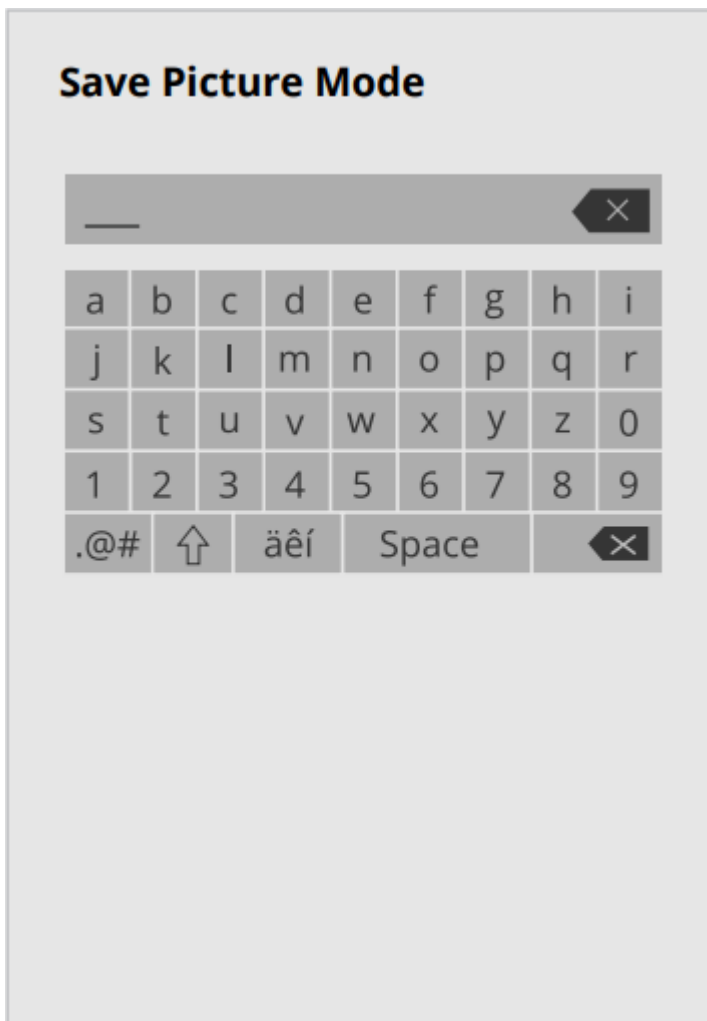 Save Picture Mode
a b c d e f g h i
j k l m n o p q r
s t u v w x y z 0
1 2 3 4 5 6 7 8 9
.@# äêí Space